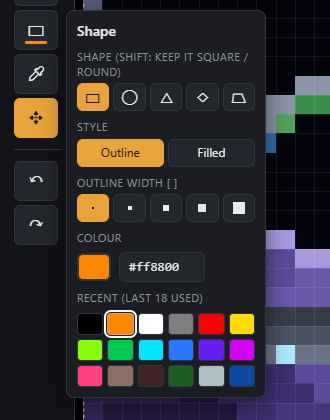 Shape
SHAPE (SHIFT: KEEP IT SQUARE /
ROUND)
STYLE
Outline
Filled
OUTLINE WIDTH [ ]
COLOUR
#ff8800
RECENT (LAST 18 USED)